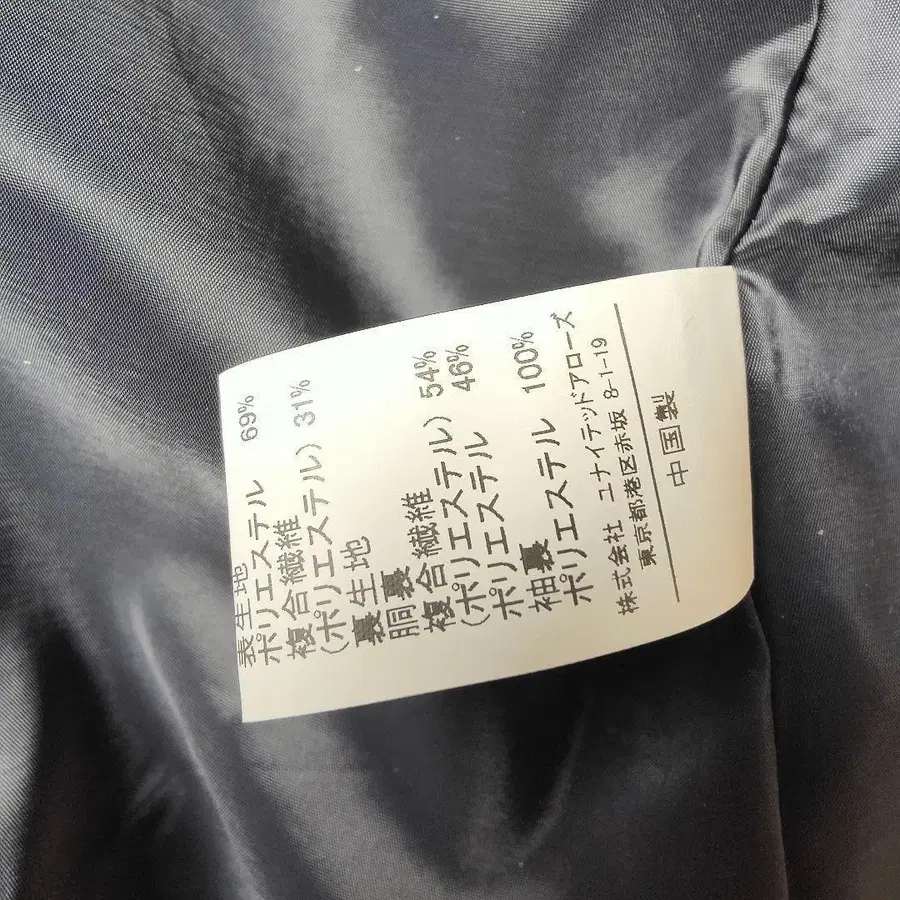 表生地
ポリエステル 69%
複合繊維
(ポリエステル) 31%
裏生地
胴裏
複合繊維
(ポリエステル) 54%
ポリエステル 46%
袖裏
ポリエステル 100%
株式会社 ユナイテッドアローズ
東京都港区赤坂 8-1-19
中国製